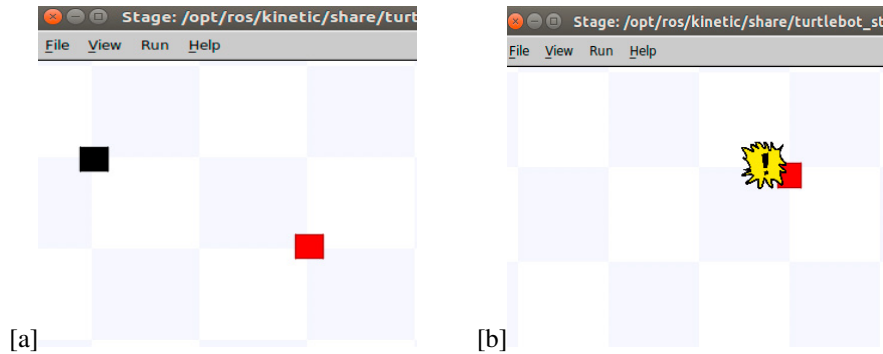 Stage: /opt/ros/kinetic/share/turt
File View Run Help
[a]
Stage: /opt/ros/kinetic/share/turtlebot_st
File View Run Help
!
[b]